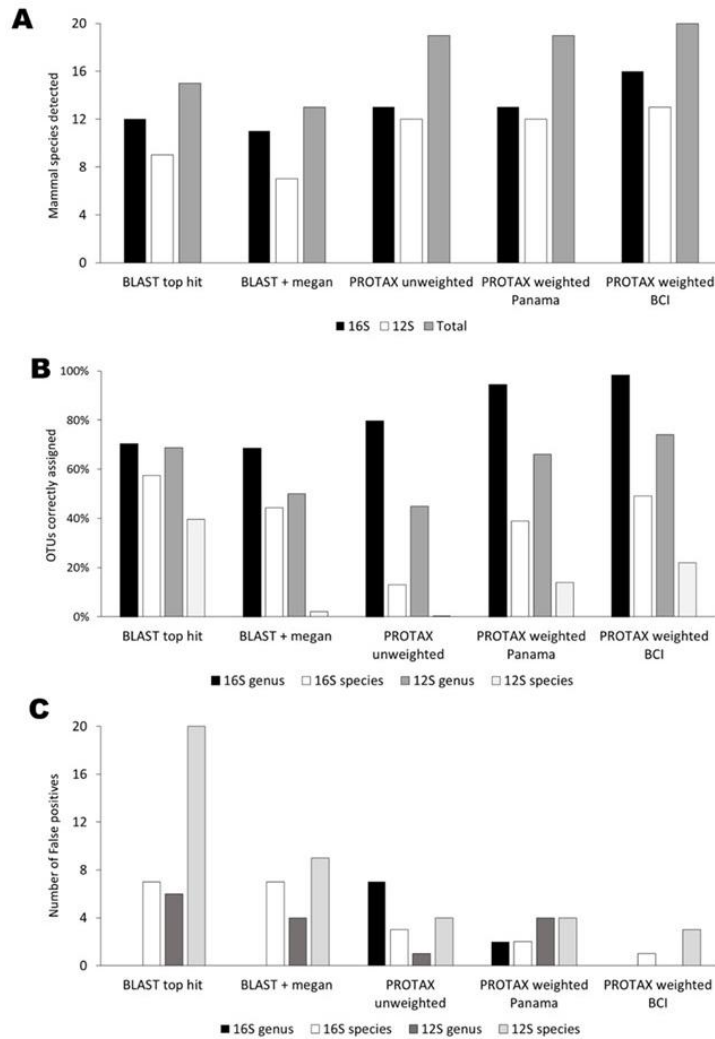 A
Mammal species detected
20
16
12
8
4
0
BLAST top hit BLAST + megan PROTAX unweighted PROTAX weighted PROTAX weighted
Panama BCI
16S 12S Total
B
OTUs correctly assigned
100%
80%
60%
40%
20%
0%
BLAST top hit BLAST + megan PROTAX PROTAX weighted PROTAX weighted
unweighted Panama BCI
16S genus 16S species 12S genus 12S species
C
Number of False positives
20
16
12
8
4
0
BLAST top hit BLAST + megan PROTAX PROTAX weighted PROTAX weighted
unweighted Panama BCI
16S genus 16S species 12S genus 12S species